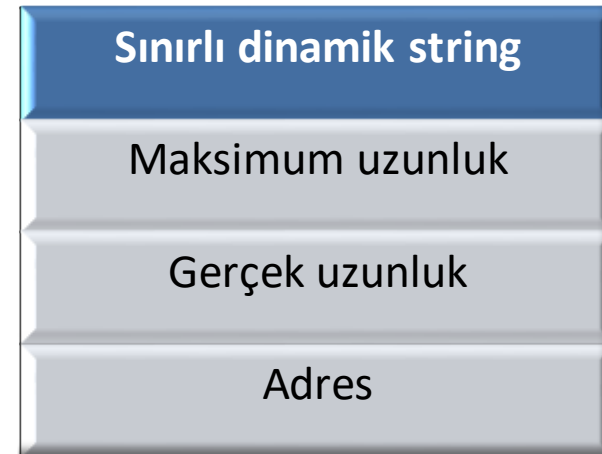 Sınırlı dinamik string
Maksimum uzunluk
Gerçek uzunluk
Adres